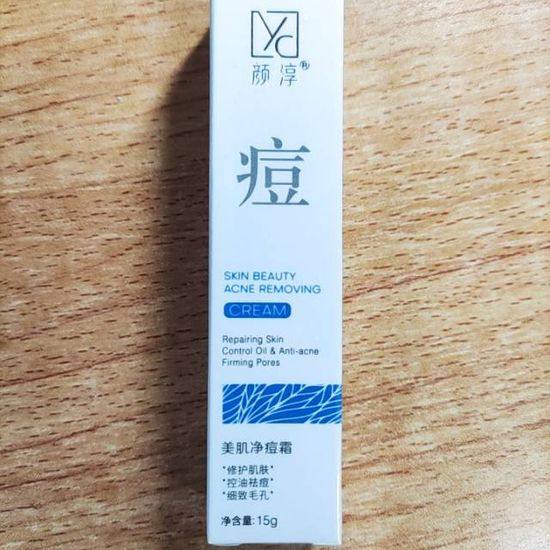 YC
颜淳®
痘
SKIN BEAUTY
ACNE REMOVING
CREAM
Repairing Skin
Control Oil & Anti-acne
Firming Pores
美肌净痘霜
*修护肌肤*
*控油祛痘*
*细致毛孔*
净含量:15g